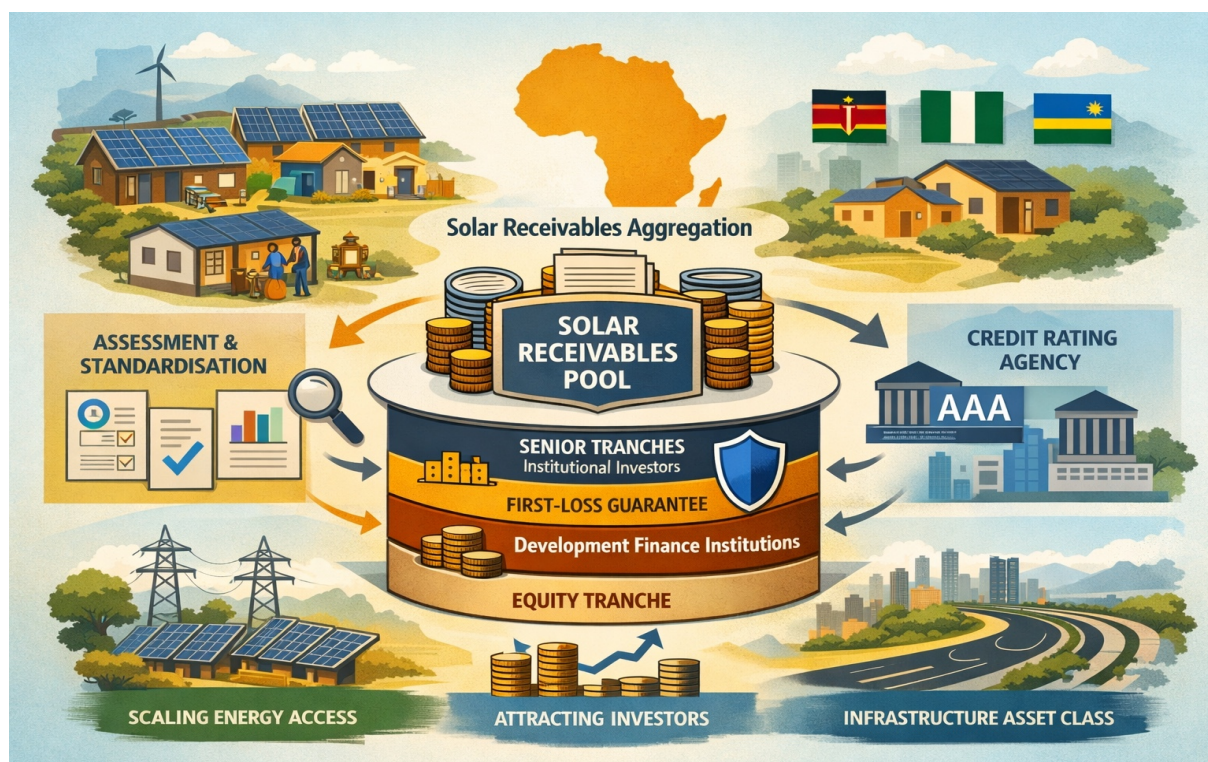 Solar Receivables Aggregation
SOLAR
RECEIVABLES
POOL
ASSESSMENT &
STANDARDISATION
CREDIT RATING
AGENCY
AAA
SENIOR TRANCHES
Institutional Investors
FIRST-LOSS GUARANTEE
Development Finance Institutions
EQUITY TRANCHE
SCALING ENERGY ACCESS
ATTRACTING INVESTORS
INFRASTRUCTURE ASSET CLASS